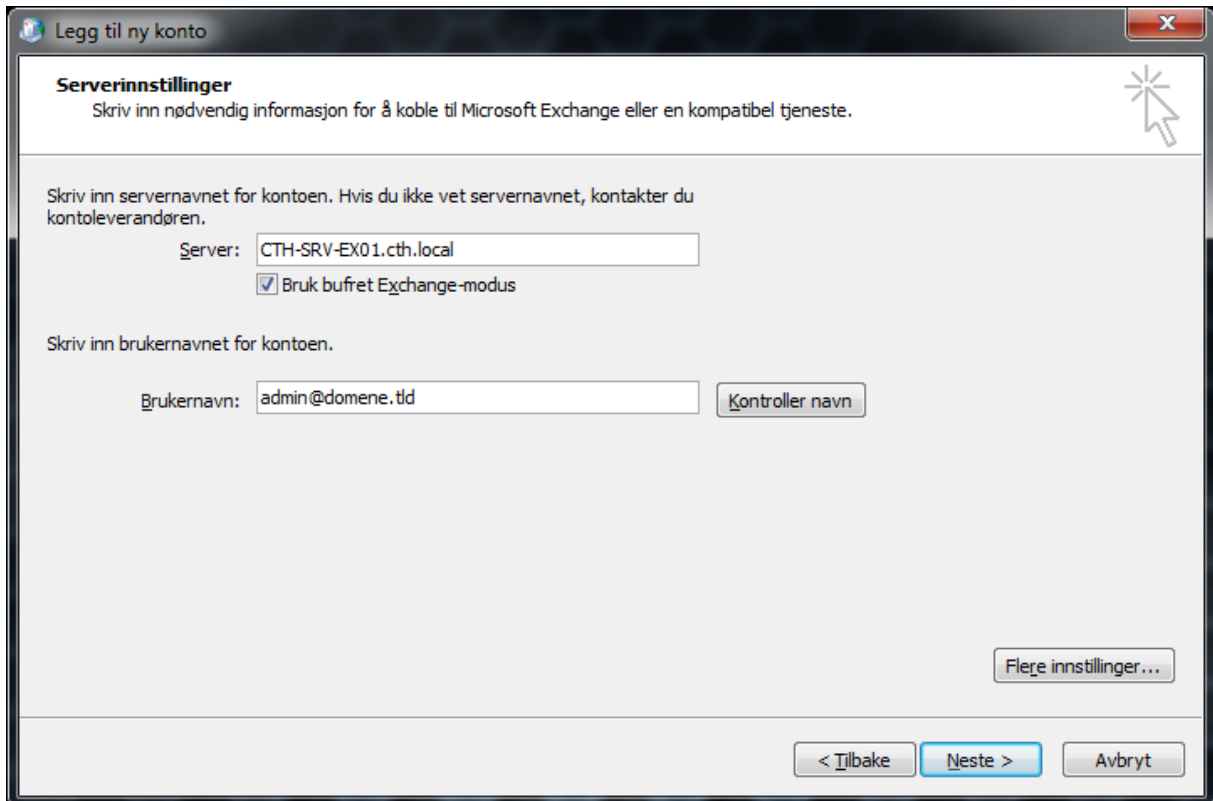 Legg til ny konto
Serverinnstillinger
Skriv inn nødvendig informasjon for å koble til Microsoft Exchange eller en kompatibel tjeneste.
Skriv inn servernavnet for kontoen. Hvis du ikke vet servernavnet, kontakter du
kontoleverandøren.
Server: CTH-SRV-EX01.cth.local
Bruk bufret Exchange-modus
Skriv inn brukernavnet for kontoen.
Brukernavn: admin@domene.tld Kontroller navn
Flere innstillinger...
< Tilbake Neste > Avbryt